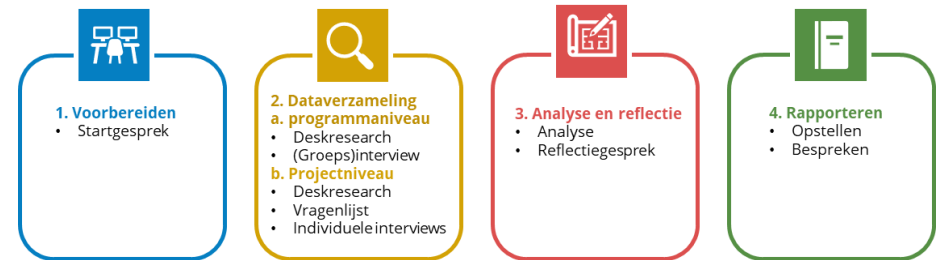 1. Voorbereiden
• Startgesprek
2. Dataverzameling
a. programmaniveau
• Deskresearch
• (Groeps)interview
b. Projectniveau
• Deskresearch
• Vragenlijst
• Individuele interviews
3. Analyse en reflectie
• Analyse
• Reflectiegesprek
4. Rapporteren
• Opstellen
• Bespreken